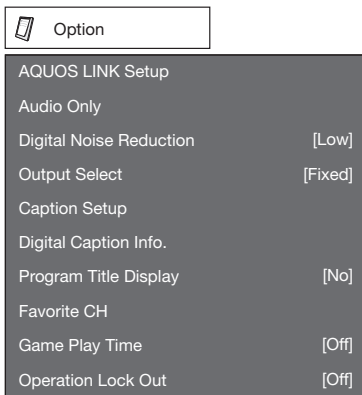 Option
AQUOS LINK Setup
Audio Only
Digital Noise Reduction [Low]
Output Select [Fixed]
Caption Setup
Digital Caption Info.
Program Title Display [No]
Favorite CH
Game Play Time [Off]
Operation Lock Out [Off]